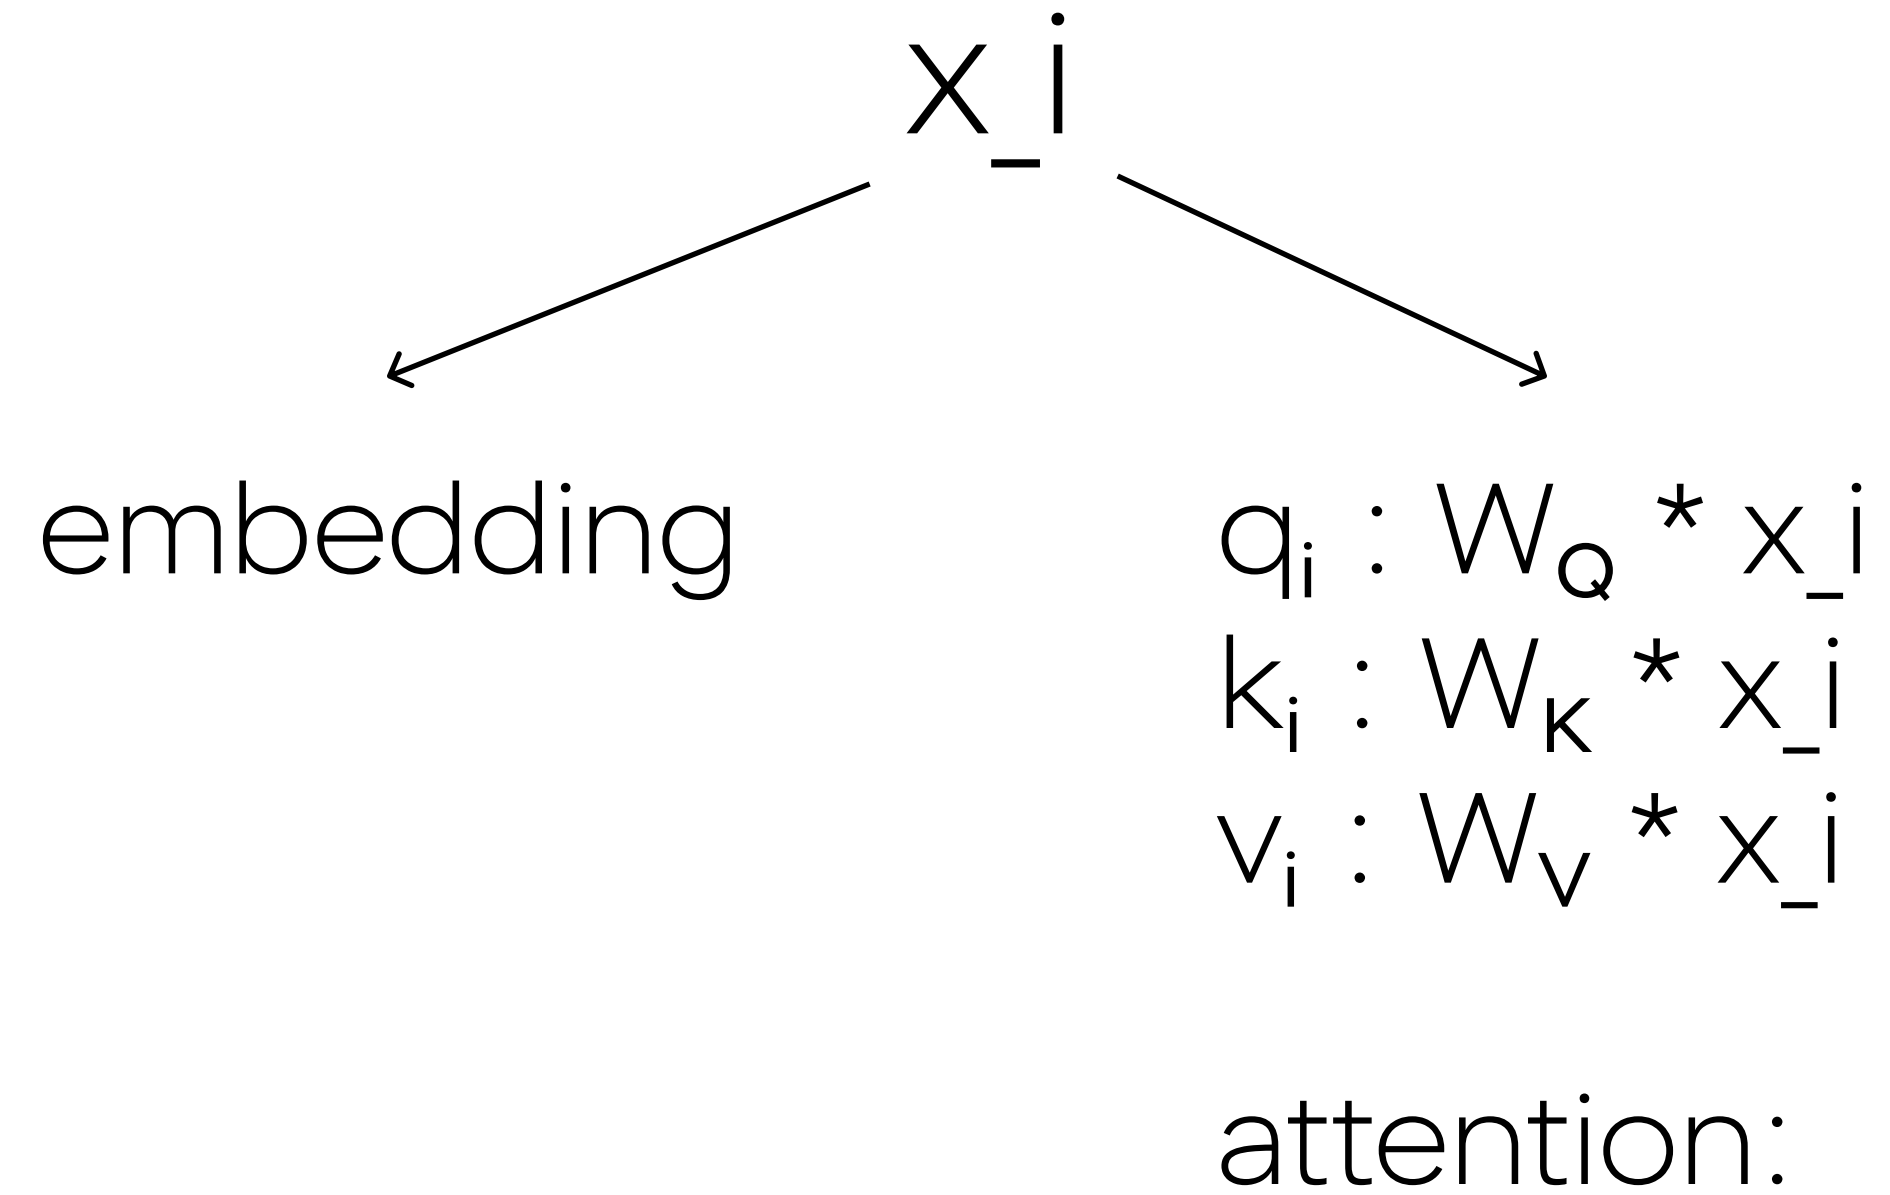 x_i
embedding
qᵢ : W_Q * x_i
kᵢ : W_K * x_i
vᵢ : W_V * x_i
attention: